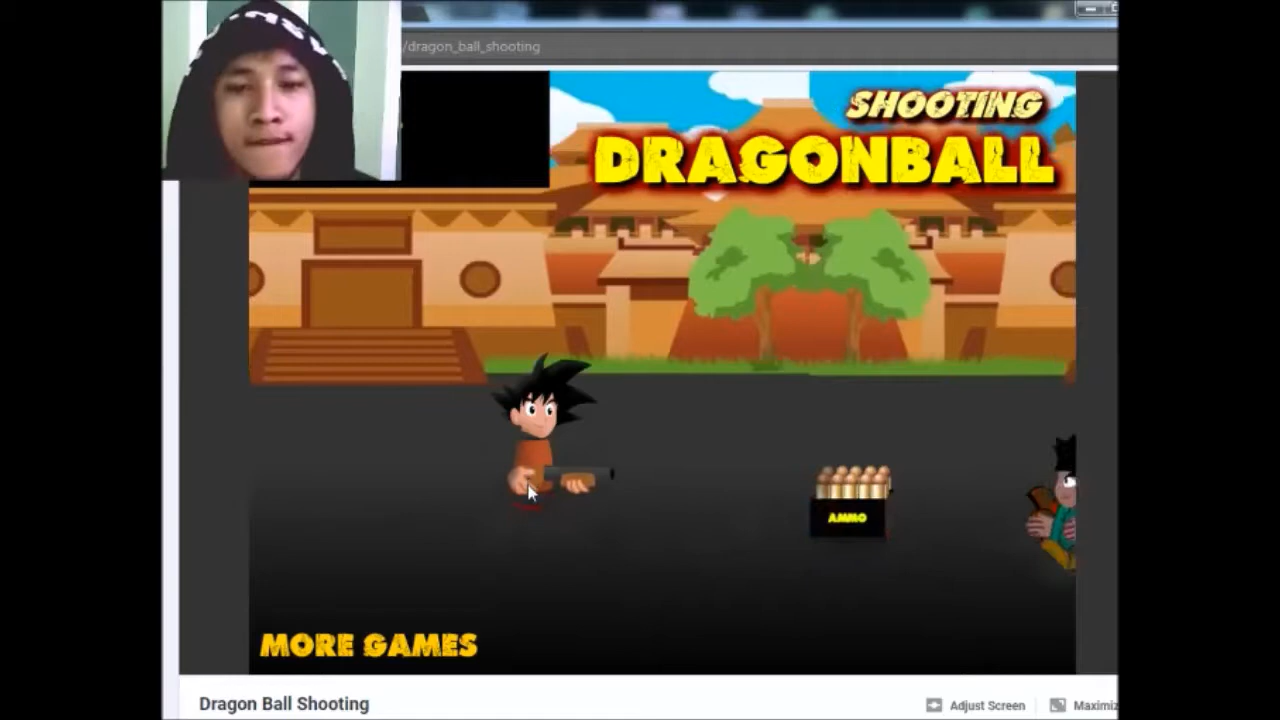 /dragon_ball_shooting
SHOOTING
DRAGONBALL
AMMO
MORE GAMES
Dragon Ball Shooting
Adjust Screen